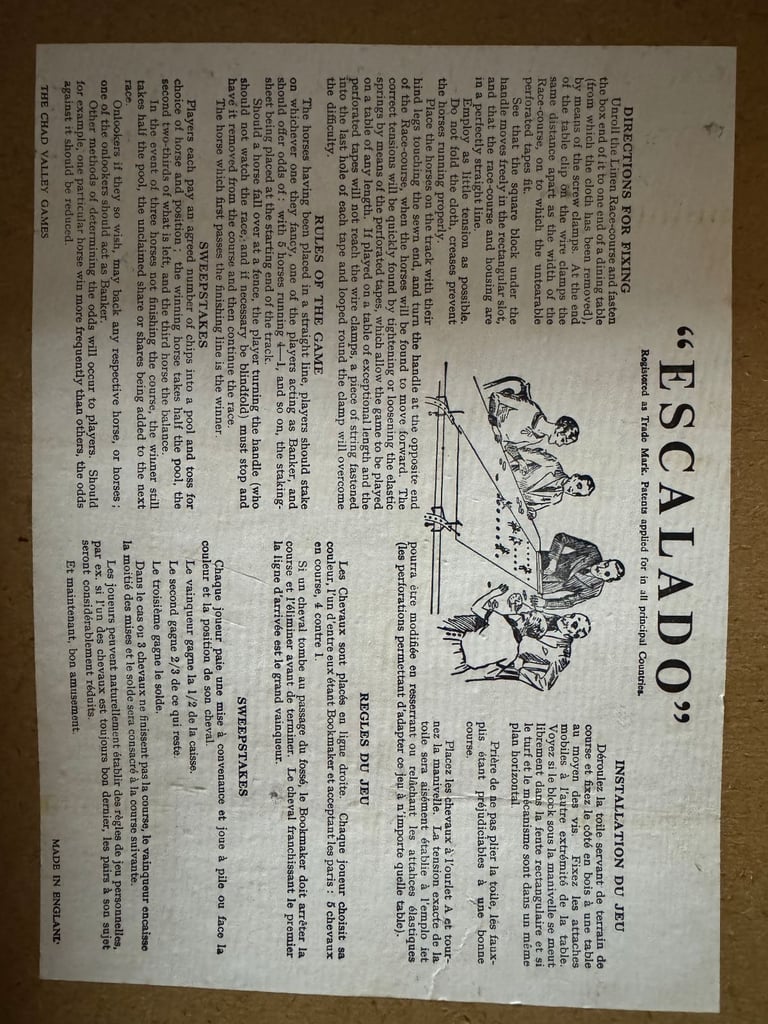 "ESCALADO"
Registered as Trade Mark. Patents applied for in all principal Countries.
DIRECTIONS FOR FIXING
Unroll the Linen Race-course and fasten
the box end of it to one end of a dining table
(from which the cloth has been removed),
by means of the screw clamps. At the end
of the table clip on the wire clamps the
same distance apart as the width of the
Race-course, on to which the untearable
perforated tapes fit.
See that the square block under the
handle moves freely in the rectangular slot,
and that the race-course and housing are
in a perfectly straight line.
Employ as little tension as possible.
Do not fold the cloth, creases prevent
the horses running properly.
Place the horses on the track with their
hind legs touching the sewn end, and turn the handle at the opposite end
of the Race-course, when the horses will be found to move forward. The
correct tensions will be quickly found by tightening or loosening the elastic
springs by means of the perforated tapes, which allow the game to be played
on a table of any length. If played on a table of exceptional length and the
perforated tapes will not reach the wire clamps, a piece of string fastened
into the last hole of each tape and looped round the clamp will overcome
the difficulty.
RULES OF THE GAME
The horses having been placed in a straight line, players should stake
on whichever one they fancy, one of the players acting as Banker, and
should offer odds of: with 5 horses running 4—1, and so on, the staking-
sheet being placed at the starting end of the track.
Should a horse fall over at a fence, the player turning the handle (who
should not watch the race, and if necessary be blindfold) must stop and
have it removed from the course and then continue the race.
The horse which first passes the finishing line is the winner.
SWEEPSTAKES
Players each pay an agreed number of chips into a pool and toss for
choice of horse and position; the winning horse takes half the pool, the
second two-thirds of what is left, and the third horse the balance.
In the event of three horses not finishing the course, the winner still
takes half the pool, the unclaimed share or shares being added to the next
race.
Onlookers if they so wish, may back any respective horse, or horses;
one of the onlookers should act as Banker.
Other methods of determining the odds will occur to players. Should
for example, one particular horse win more frequently than others, the odds
against it should be reduced.
THE CHAD VALLEY GAMES
INSTALLATION DU JEU
Déroulez la toile servant de terrain de
course et fixez le côté en bois à une table
au moyen des vis. Fixez les attaches
mobiles à l'autre extrémité de la table.
Voyez si le block sous la manivelle se meut
librement dans la fente rectangulaire et si
le turf et le mécanisme sont dans un même
plan horizontal
Prière de ne pas plier la toile, les faux-
plis étant préjudiciables à une bonne
course.
Placez les chevaux à l'ourlet A et tour-
nez la manivelle. La tension exacte de la
toile sera aisément établie à l'emplo iet
pourra être modifiée en resserrant ou relâchant les attahces élastiques
(les perforations permettant d'adapter ce jeu à n'importe quelle table).
REGLES DU JEU
Les Chevaux sont placés en ligne droite. Chaque joueur choisit sa
couleur, l'un d'entre eux étant Bookmaker et acceptant les paris: 5 chevaux
en course, 4 contre 1.
Si un cheval tombe au passage du fossé, le Bookmaker doit arrêter la
course et l'éliminer avant de terminer. Le cheval franchissant le premier
la ligne d'arrivée est le grand vainqueur.
SWEEPSTAKES
Chaque joueur paie une mise à convenance et joue à pile ou face la
couleur et la position de son cheval.
Le vainqueur gagne la 1/2 de la caisse.
Le second gagne 2/3 de ce qui reste.
Le troisième gagne le solde.
Dans le cas ou 3 chevaux ne finissent pas la course, le vainqueur encaisse
la moitié des mises et le solde sera consacré à la course suivante.
Les joueurs peuvent naturellement établir des règles de jeu personnelles,
par ex. si l'un des chevaux est toujours bon dernier, les pairs à son sujet
seront considérablement réduits.
Et maintenant, bon amusement.
MADE IN ENGLAND